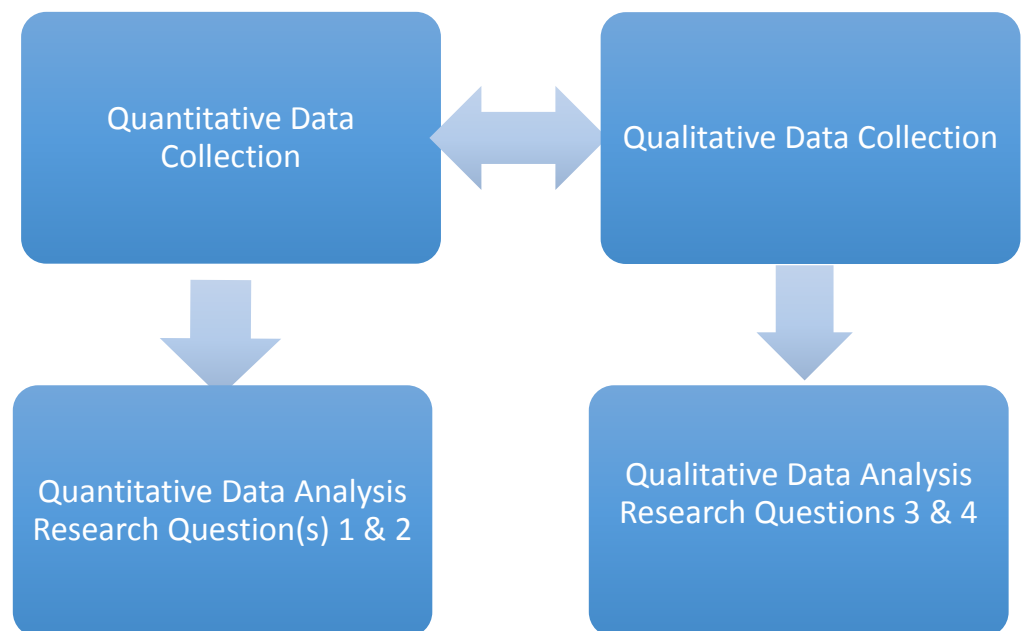 Quantitative Data
Collection
Qualitative Data Collection
Quantitative Data Analysis
Research Question(s) 1 & 2
Qualitative Data Analysis
Research Questions 3 & 4